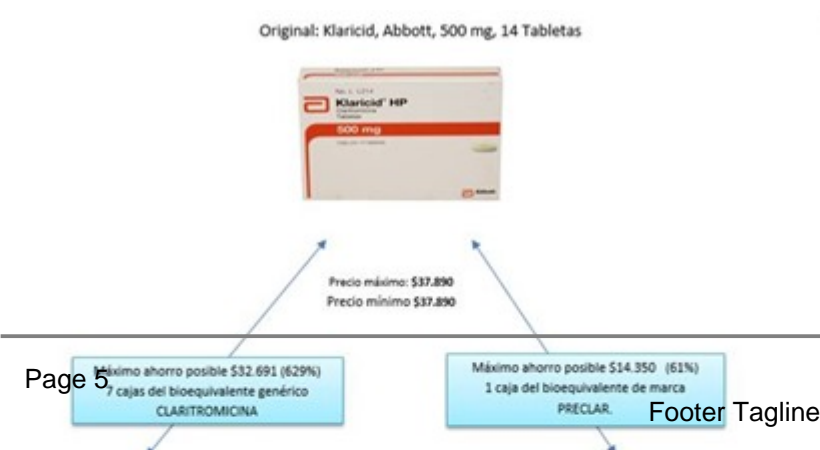 Original: Klaricid, Abbott, 500 mg, 14 Tabletas
Klaricid HP
Tabletas
500 mg
Abbott
Precio máximo: $37.890
Precio mínimo $37.890
Máximo ahorro posible $32.691 (629%)
7 cajas del bioequivalente genérico
CLARITROMICINA
Máximo ahorro posible $14.350 (61%)
1 caja del bioequivalente de marca
PRECLAR.
Page 5
Footer Tagline